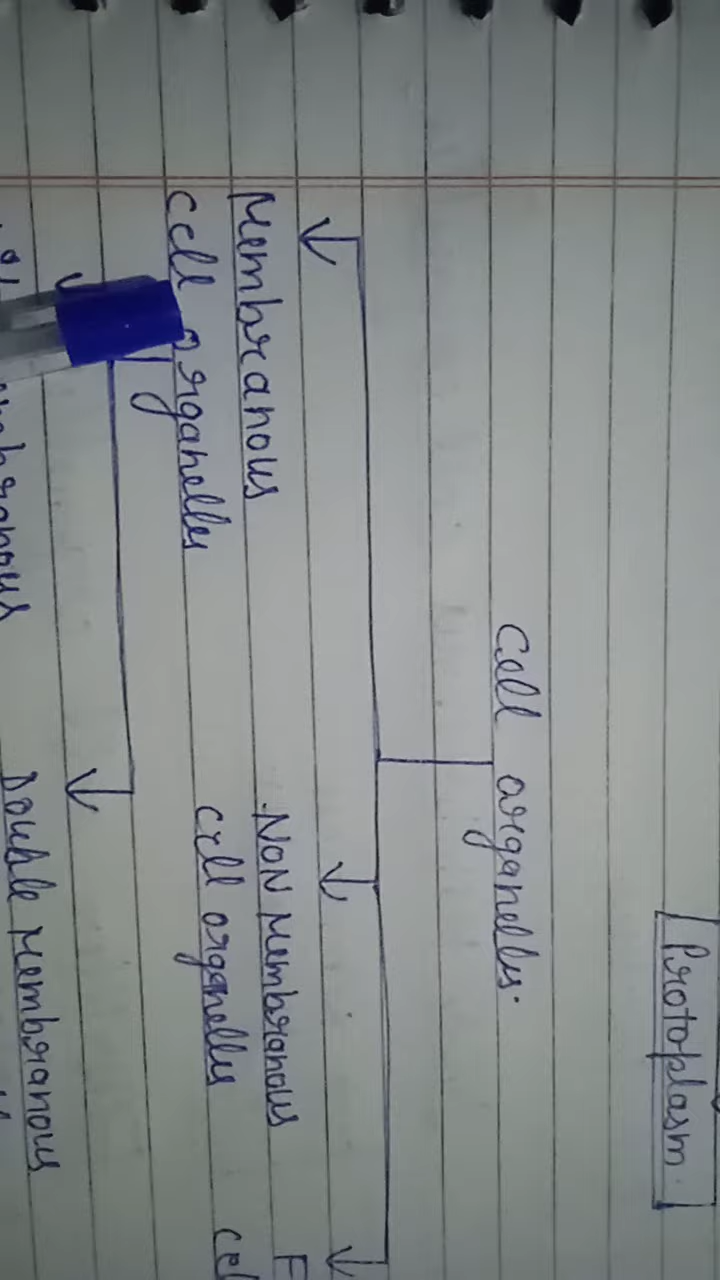 Protoplasm.
Cell organelles.
Membranous
cell organelles
Non Membranous
cell organelles
Double Membranous